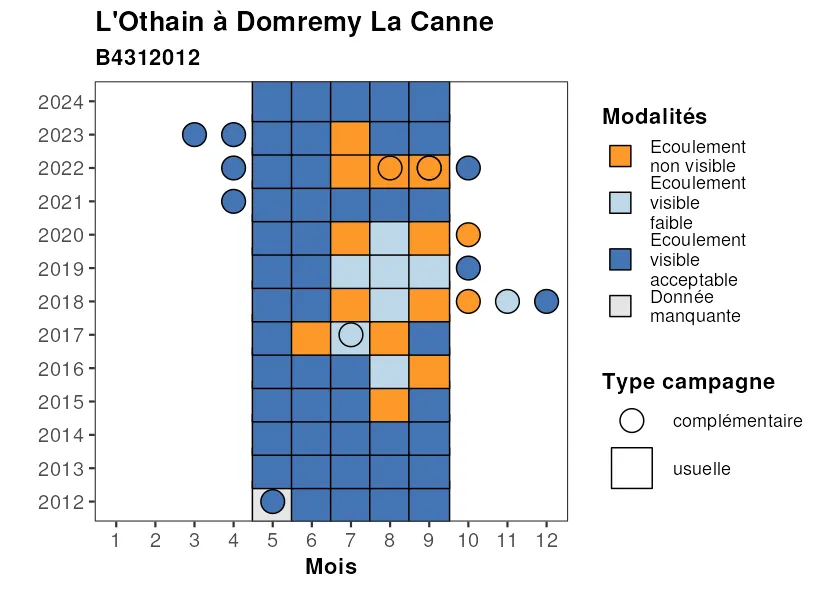 L'Othain à Domremy La Canne
B4312012
2024
2023
2022
2021
2020
2019
2018
2017
2016
2015
2014
2013
2012
1 2 3 4 5 6 7 8 9 10 11 12
Mois
Modalités
Ecoulement
non visible
Ecoulement
visible
faible
Ecoulement
visible
acceptable
Donnée
manquante
Type campagne
complémentaire
usuelle